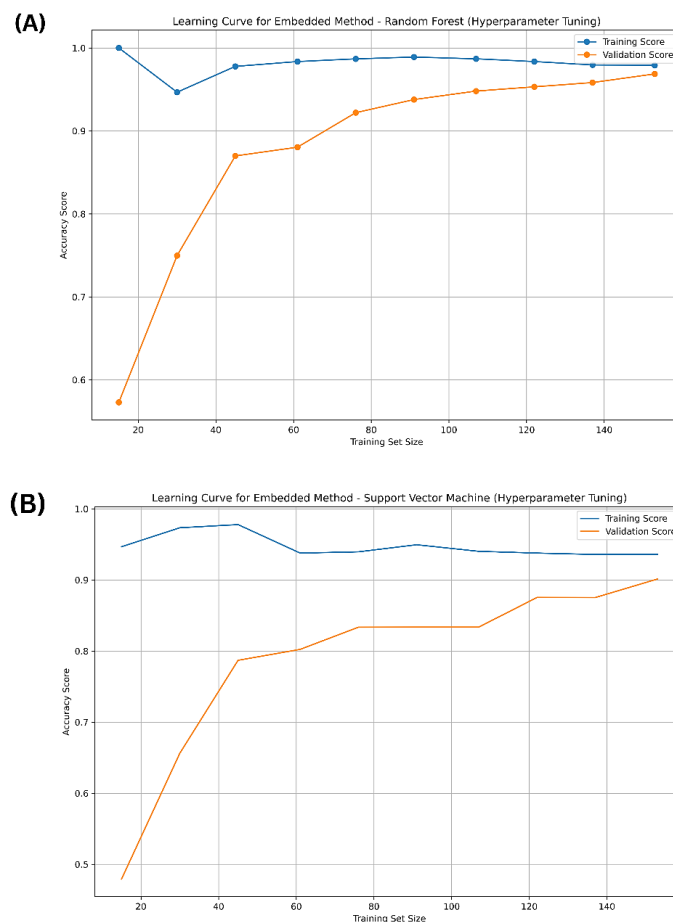 (A)
Learning Curve for Embedded Method - Random Forest (Hyperparameter Tuning)
Training Score
Validation Score
1.0
0.9
0.8
0.7
0.6
Accuracy Score
20 40 60 80 100 120 140
Training Set Size
(B)
Learning Curve for Embedded Method - Support Vector Machine (Hyperparameter Tuning)
Training Score
Validation Score
1.0
0.9
0.8
0.7
0.6
0.5
Accuracy Score
20 40 60 80 100 120 140
Training Set Size